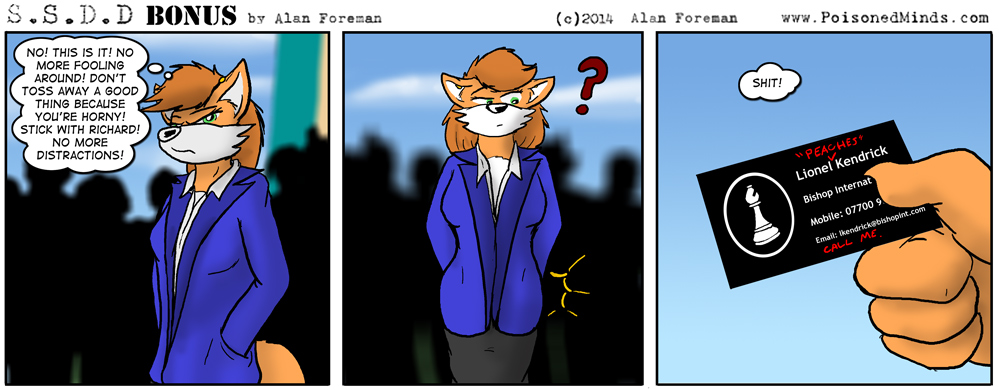 S.S.D.D BONUS by Alan Foreman (c)2014 Alan Foreman www.PoisonedMinds.com
NO! THIS IS IT! NO
MORE FOOLING
AROUND! DON'T
TOSS AWAY A GOOD
THING BECAUSE
YOU'RE HORNY!
STICK WITH RICHARD!
NO MORE
DISTRACTIONS!
?
SHIT!
"PEACHES"
Lionel Kendrick
Bishop Internat
Mobile: 07700 9
Email: lkendrick@bishopint.com
CALL ME.